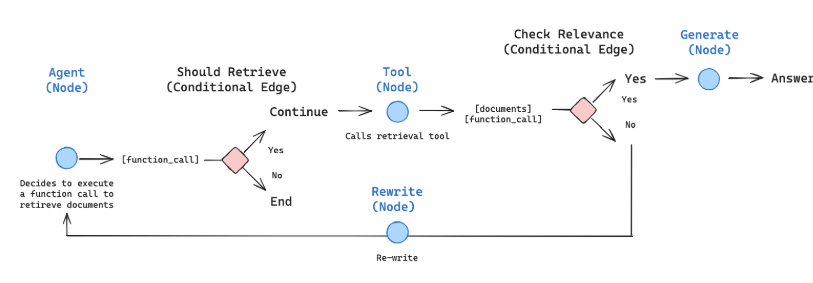 Agent
(Node)
Should Retrieve
(Conditional Edge)
Tool
(Node)
Check Relevance
(Conditional Edge)
Generate
(Node)
Continue
Calls retrieval tool
[documents]
[function_call]
Yes
Yes
No
Answer
[function_call]
Yes
No
End
Decides to execute
a function call to
retireve documents
Rewrite
(Node)
Re-write